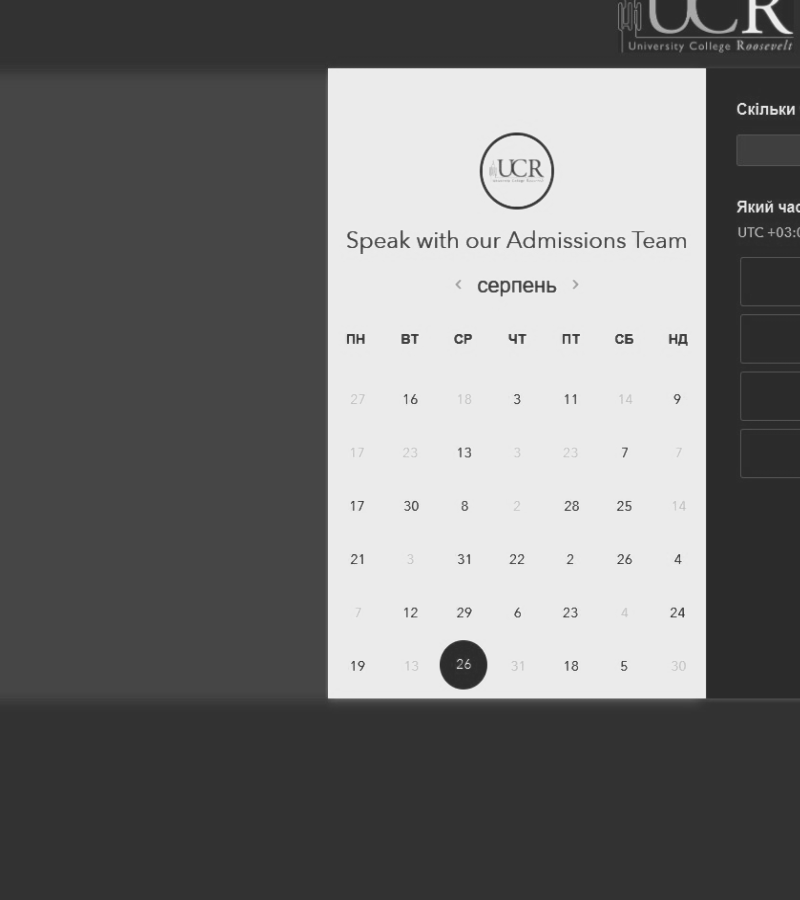 UCR
University College Roosevelt
UCR
Speak with our Admissions Team
< серпень >
ПН ВТ СР ЧТ ПТ СБ НД
27 16 18 3 11 14 9
17 23 13 3 23 7 7
17 30 8 2 28 25 14
21 3 31 22 2 26 4
7 12 29 6 23 4 24
19 13 26 31 18 5 30
Скільки
Який час
UTC +03:0